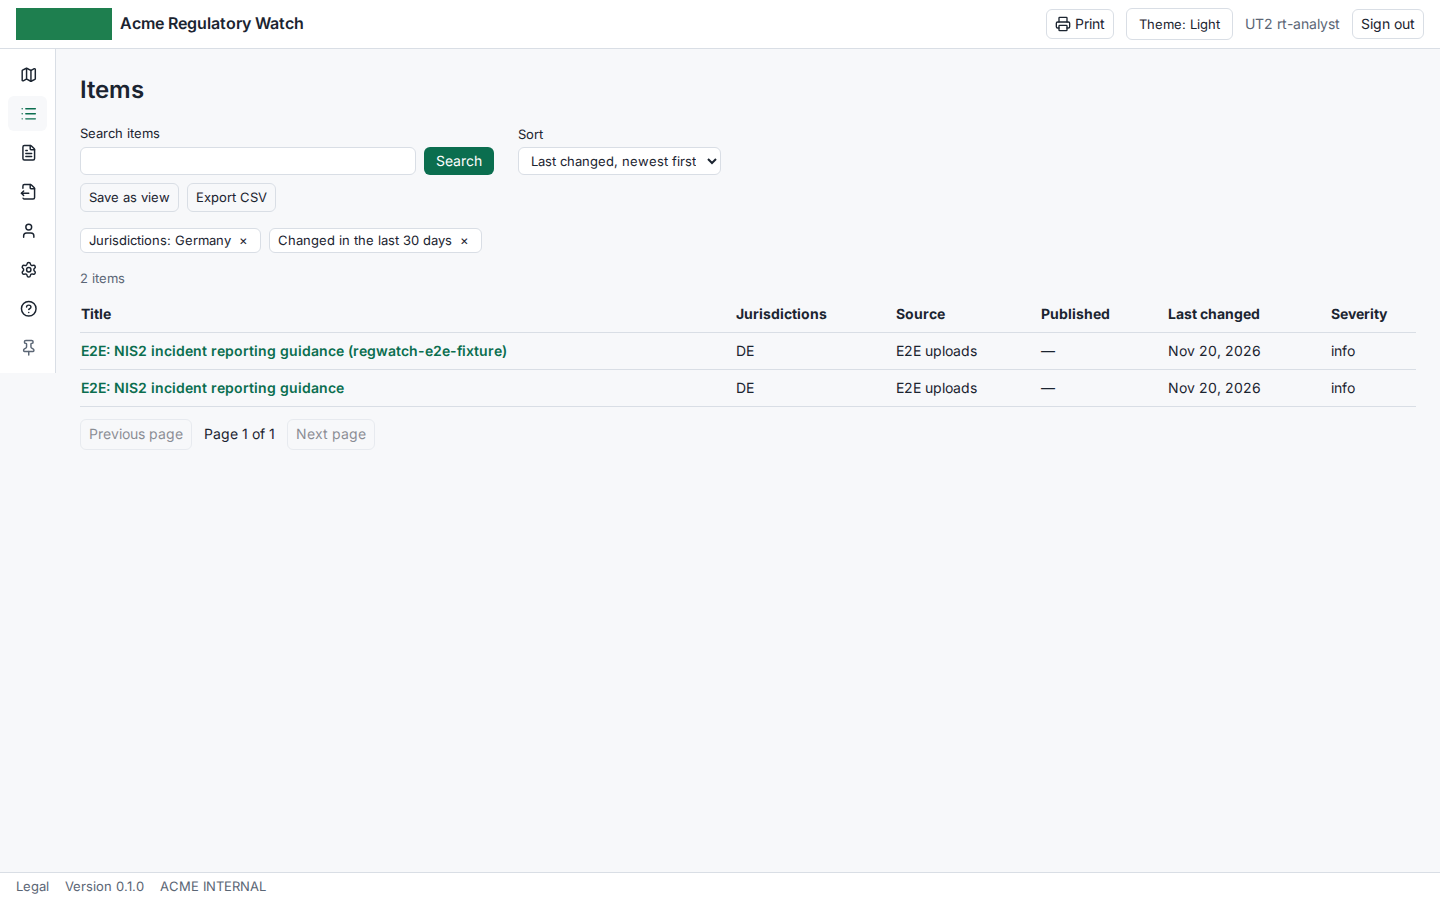 Acme Regulatory Watch
Print
Theme: Light
UT2 rt-analyst
Sign out
Items
Search items
Search
Sort
Last changed, newest first
Save as view
Export CSV
Jurisdictions: Germany ×
Changed in the last 30 days ×
2 items
Title Jurisdictions Source Published Last changed Severity
E2E: NIS2 incident reporting guidance (regwatch-e2e-fixture) DE E2E uploads — Nov 20, 2026 info
E2E: NIS2 incident reporting guidance DE E2E uploads — Nov 20, 2026 info
Previous page Page 1 of 1 Next page
Legal Version 0.1.0 ACME INTERNAL